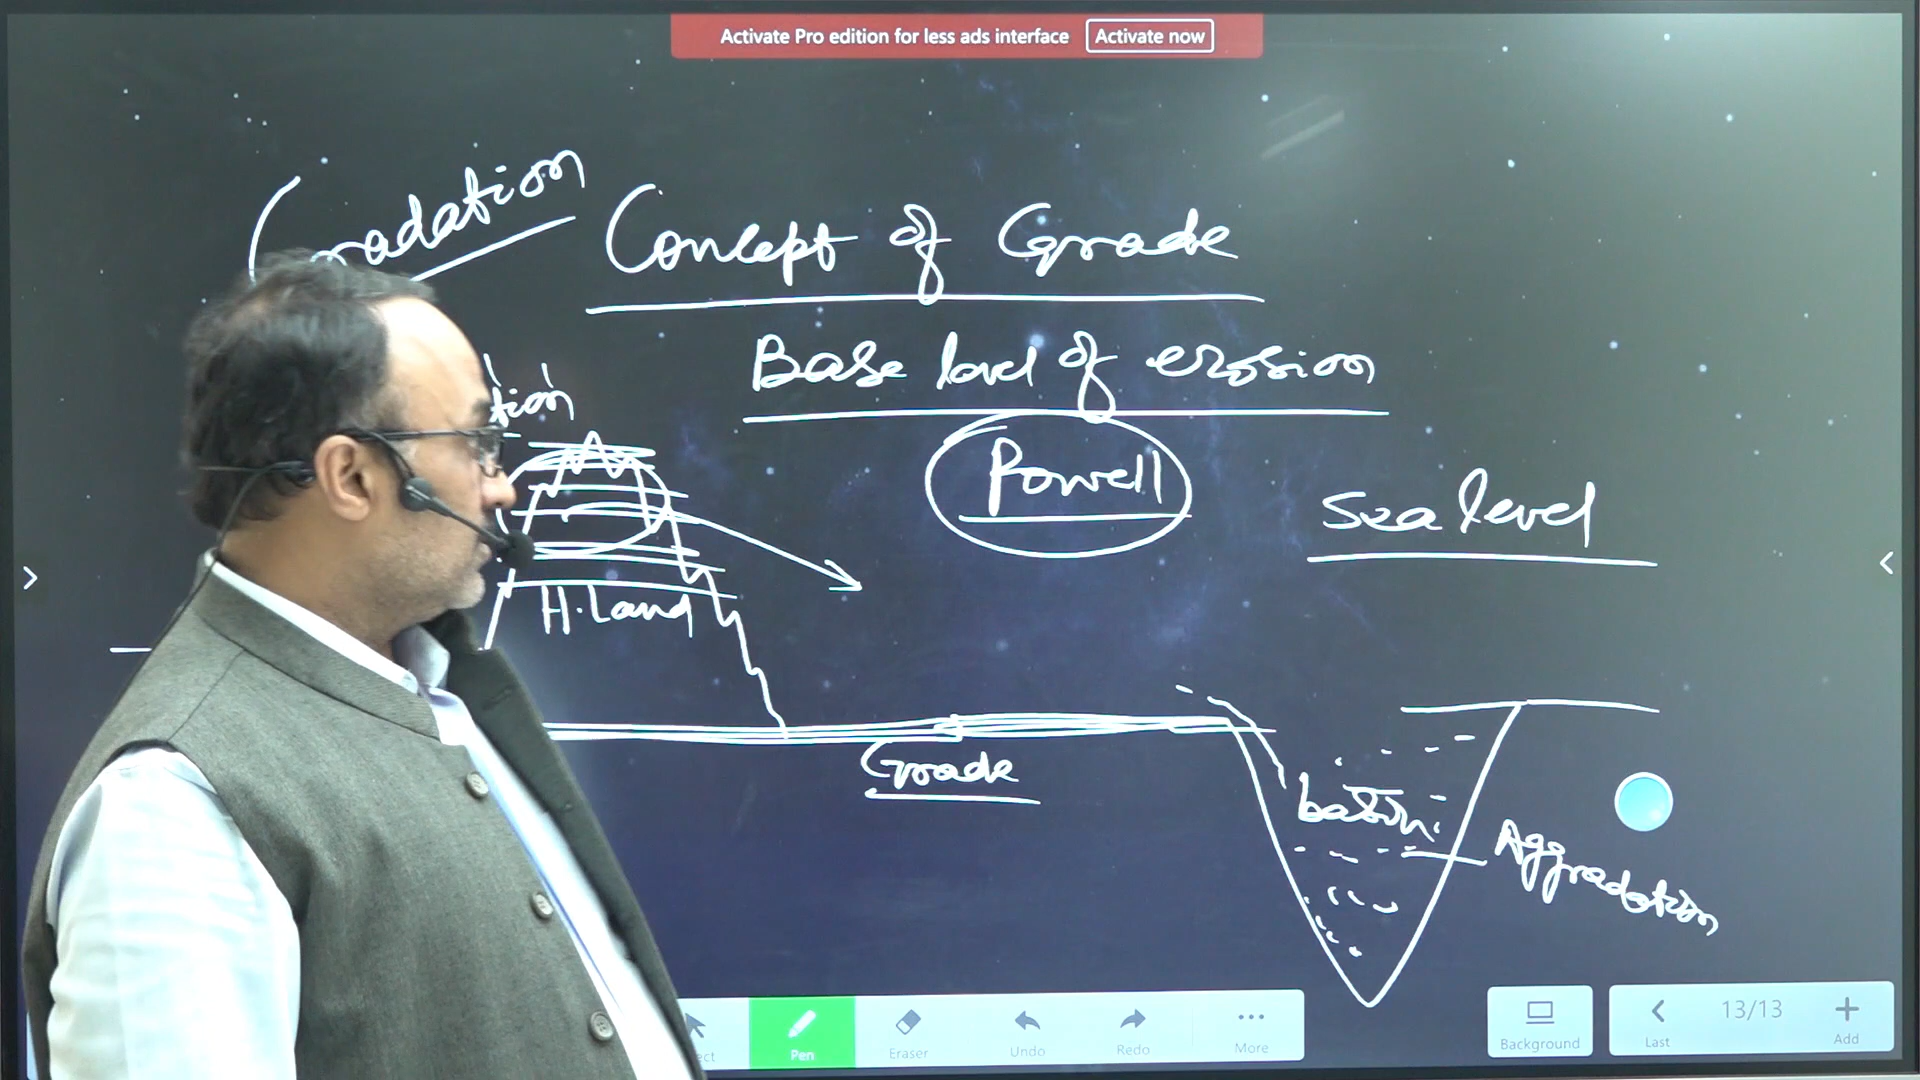 Activate Pro edition for less ads interface Activate now
Gradation
Concept of Grade
Base level of erosion
tion
Powell
Sea level
H. Land
Grade
basin
Aggradation
Pen
Eraser
Undo
Redo
More
Background
Last
13/13
Add